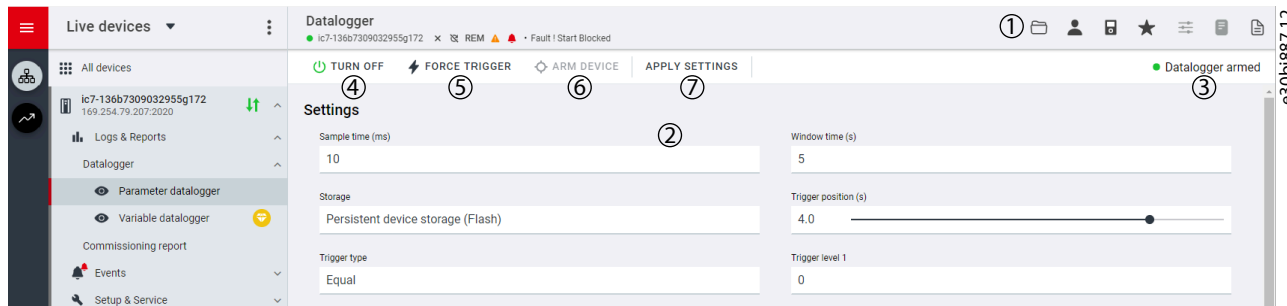 Live devices
Datalogger
ic7-136b7309032955g172 REM • Fault ! Start Blocked
①
All devices
TURN OFF FORCE TRIGGER ARM DEVICE APPLY SETTINGS
Datalogger armed
④ ⑤ ⑥ ⑦ ③
ic7-136b7309032955g172
169.254.79.207:2020
Logs & Reports
Datalogger
Parameter datalogger
Variable datalogger
Commissioning report
Events
Setup & Service
Settings
②
Sample time (ms) Window time (s)
10 5
Storage Trigger position (s)
Persistent device storage (Flash) 4.0
Trigger type Trigger level 1
Equal 0